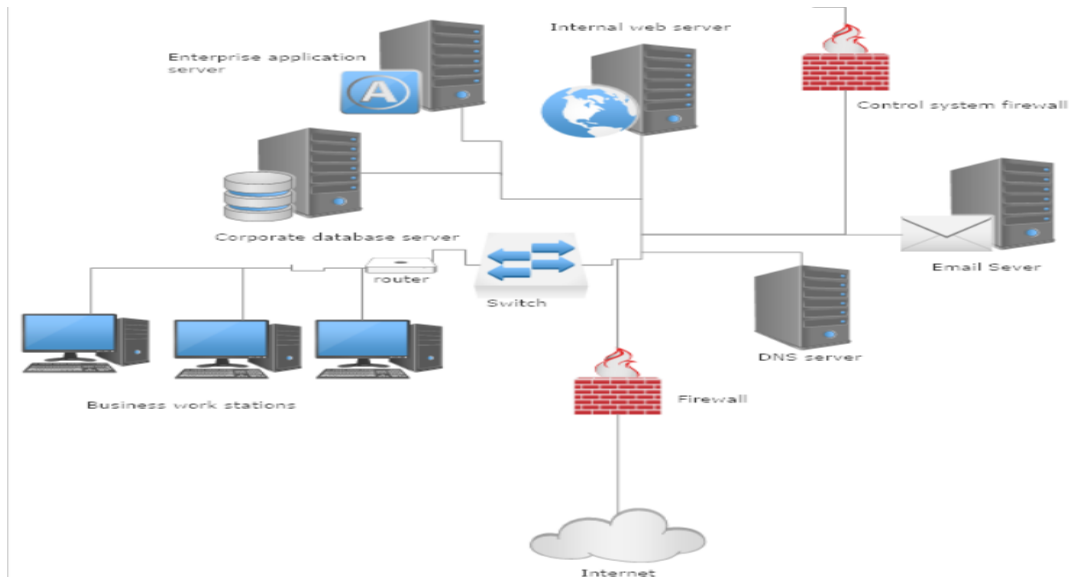 Internal web server
Enterprise application
server
A
Control system firewall
Corporate database server
Email Sever
router
Switch
DNS server
Firewall
Business work stations
Internet